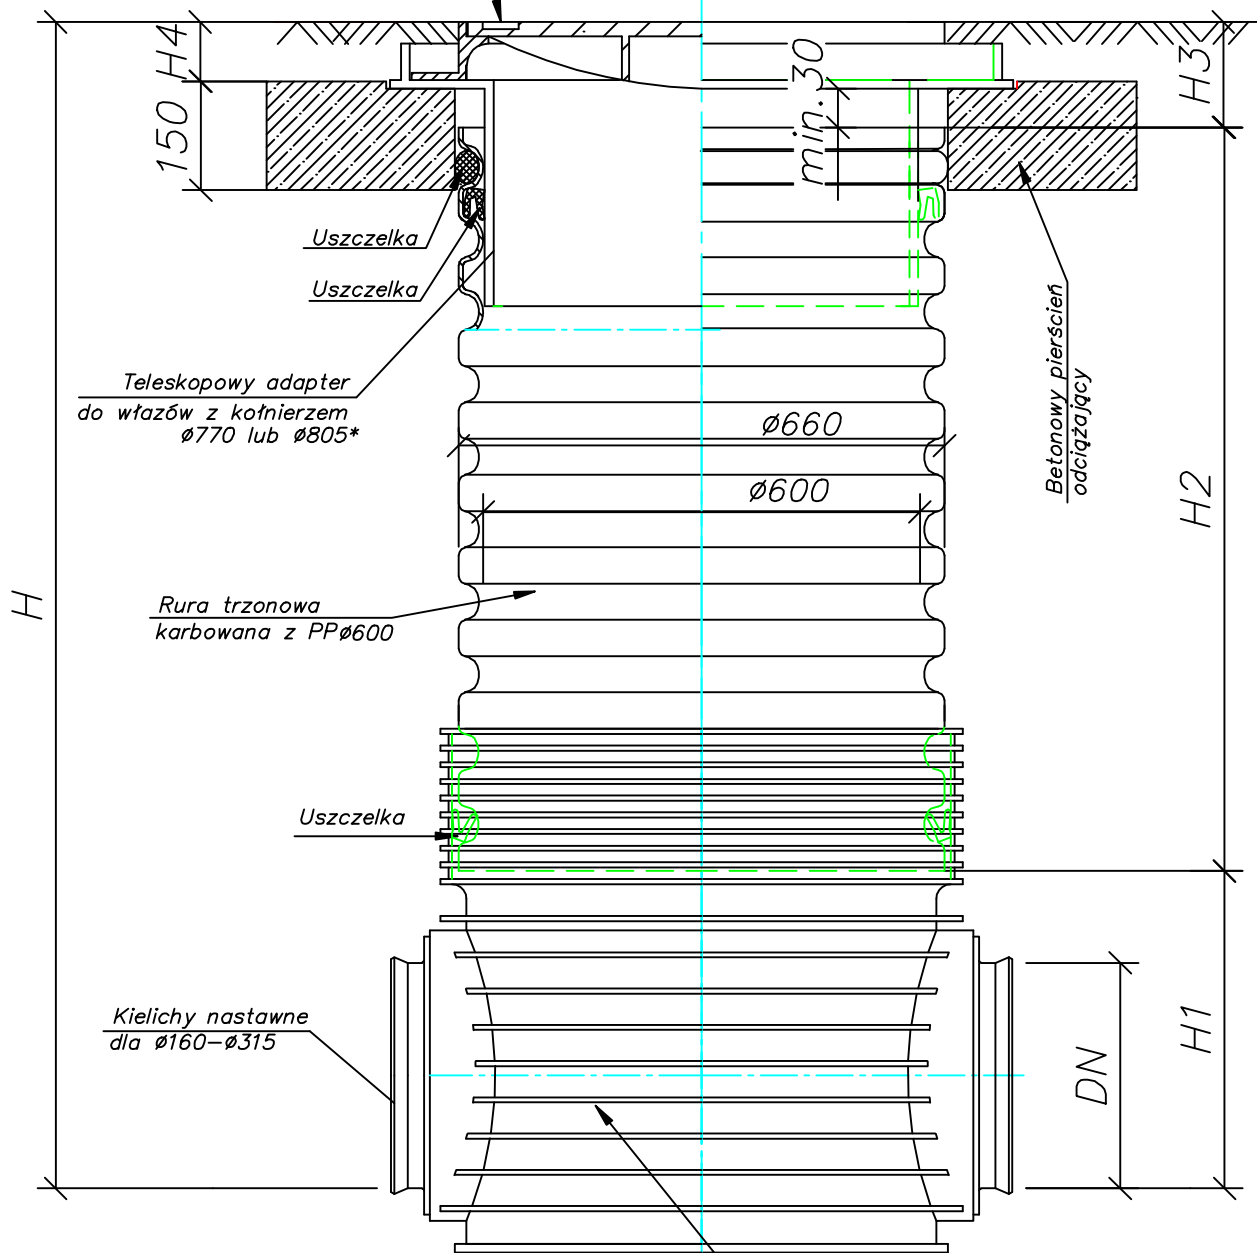 H4
150
min. 30
H3
Uszczelka
Uszczelka
Teleskopowy adapter
do włazów z kołnierzem
ø770 lub ø805*
Betonowy pierścień
odciążający
ø660
ø600
H2
H
Rura trzonowa
karbowana z PPø600
Uszczelka
Kielichy nastawne
dla ø160–ø315
DN
H1